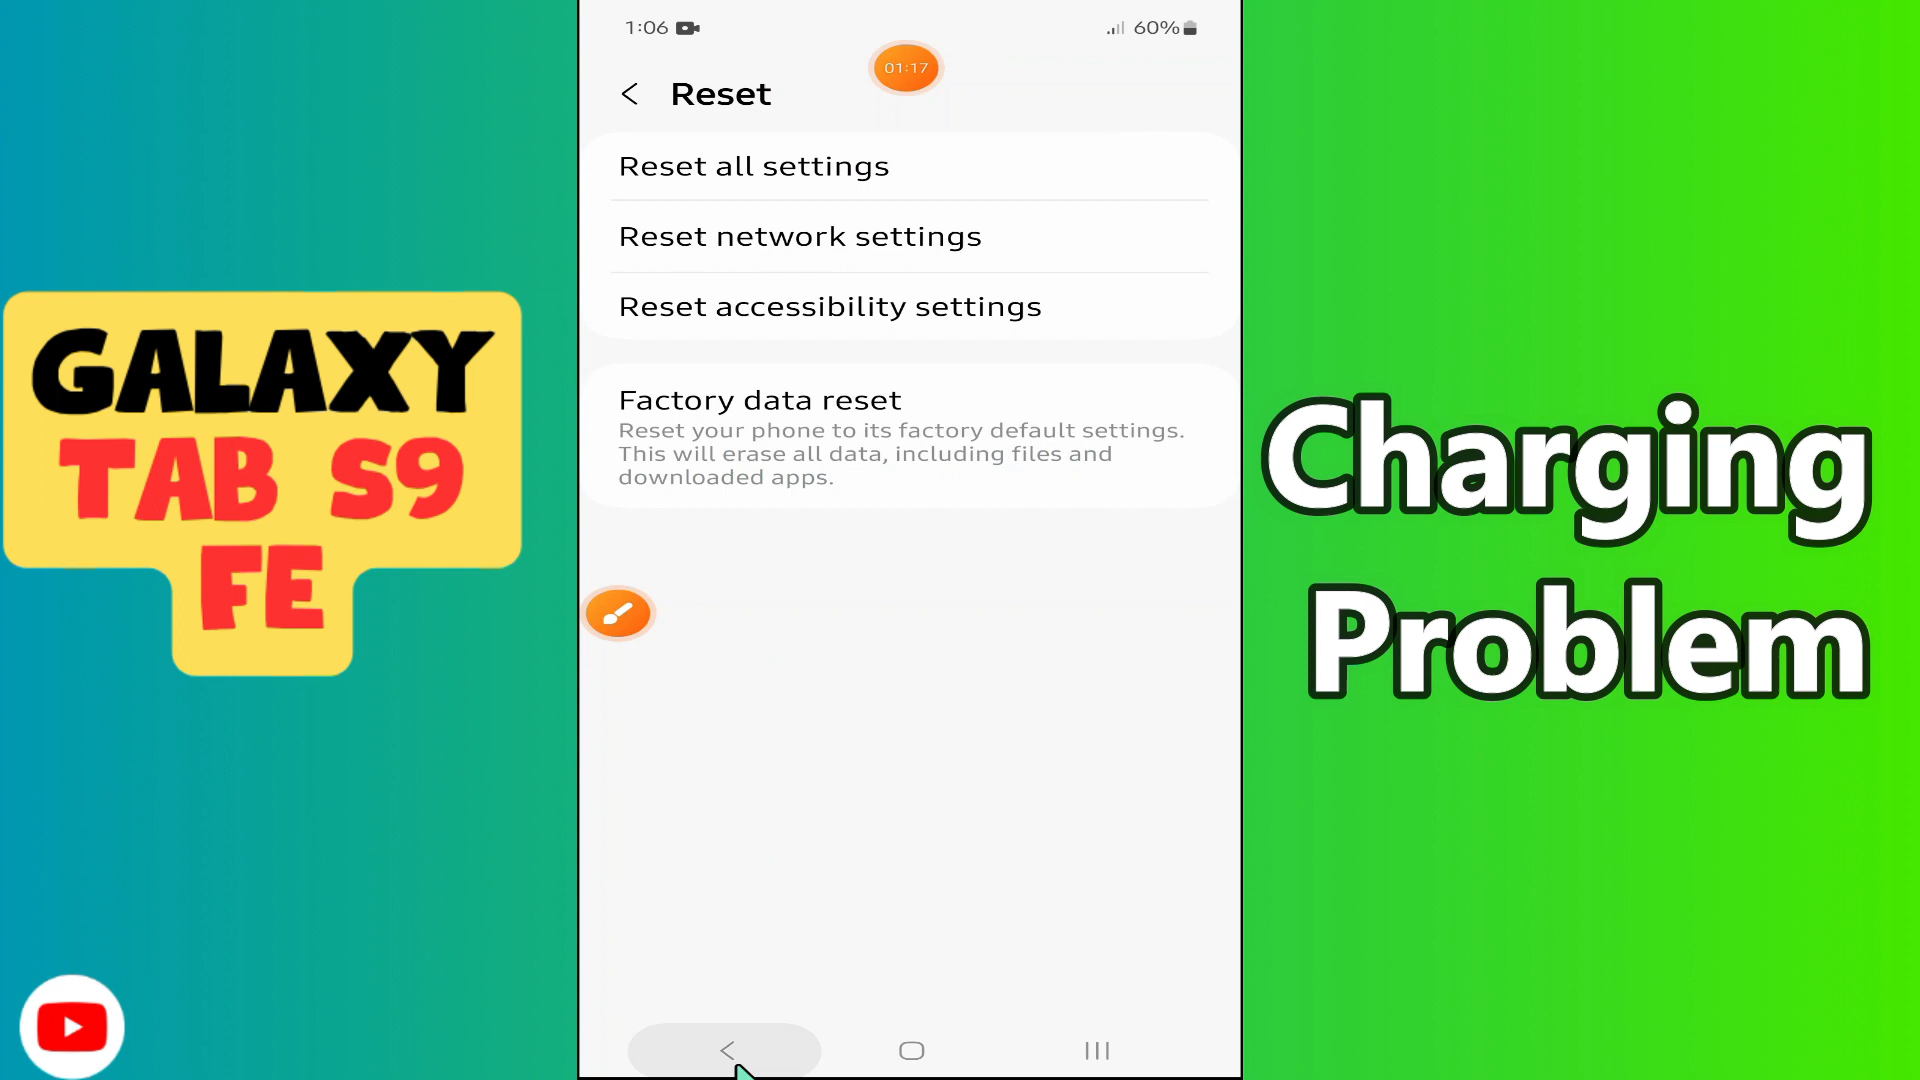 GALAXY
TAB S9
FE
1:06
60%
01:17
Reset
Reset all settings
Reset network settings
Reset accessibility settings
Factory data reset
Reset your phone to its factory default settings.
This will erase all data, including files and
downloaded apps.
Charging
Problem